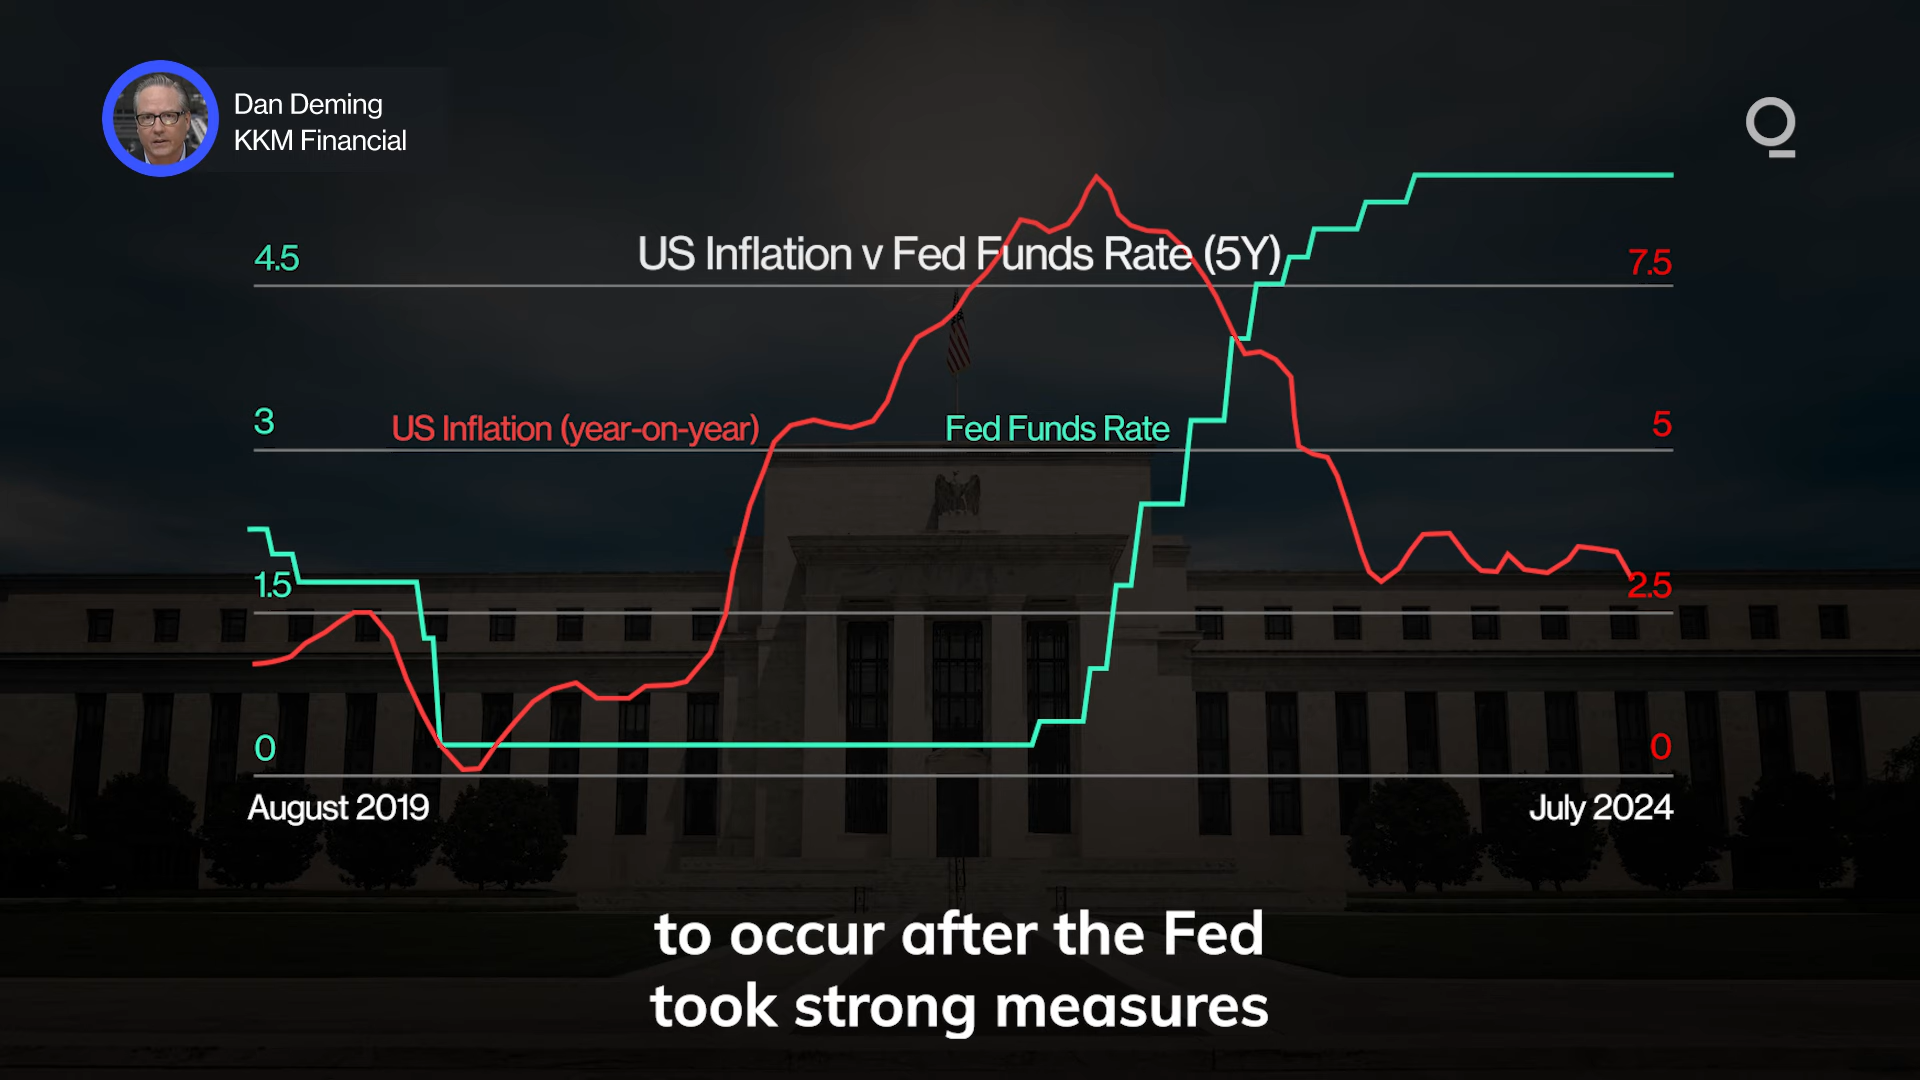 Dan Deming
KKM Financial
US Inflation v Fed Funds Rate (5Y)
4.5
7.5
3
US Inflation (year-on-year)
Fed Funds Rate
5
1.5
2.5
0
0
August 2019
July 2024
to occur after the Fed
took strong measures